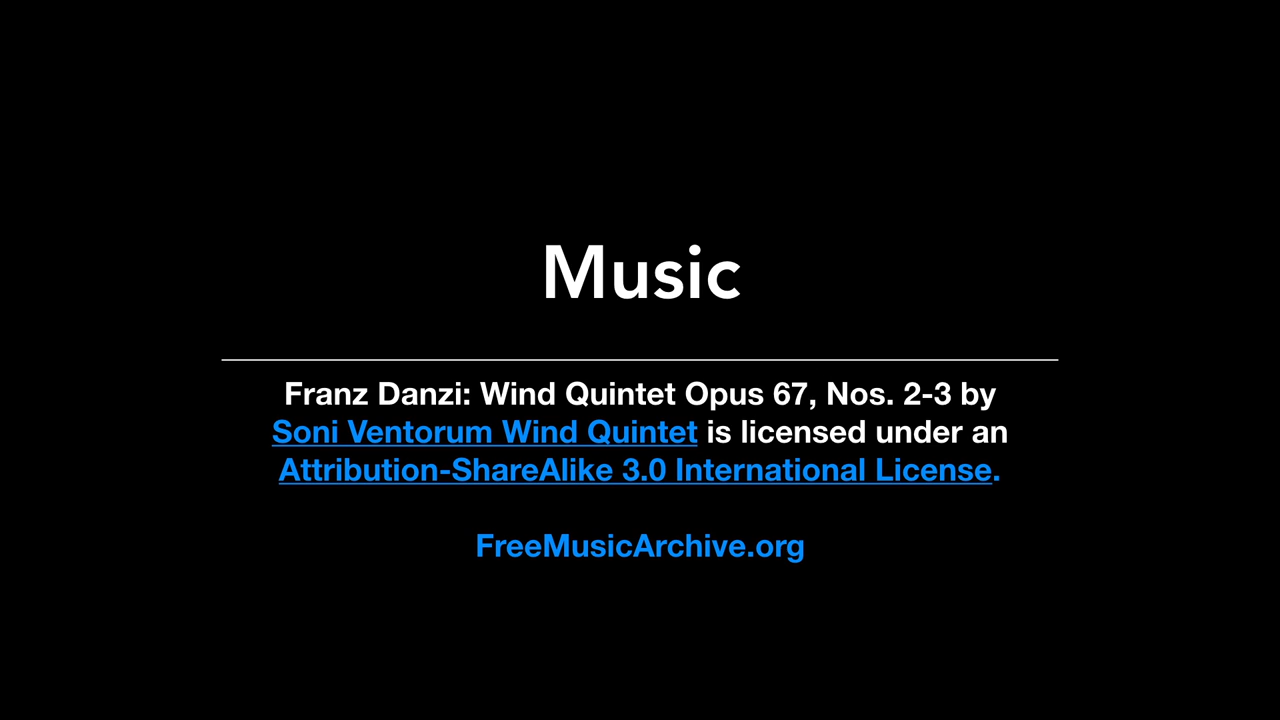 Music
Franz Danzi: Wind Quintet Opus 67, Nos. 2-3 by
Soni Ventorum Wind Quintet is licensed under an
Attribution-ShareAlike 3.0 International License.
FreeMusicArchive.org